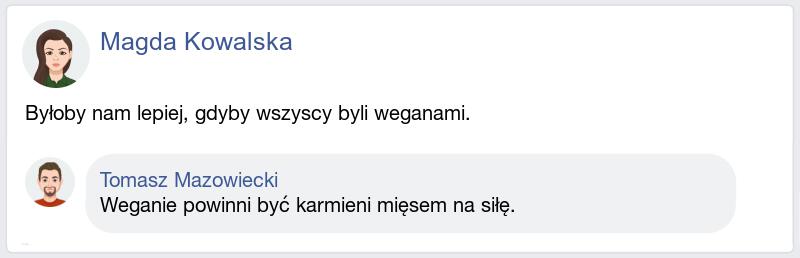 Magda Kowalska
Byłoby nam lepiej, gdyby wszyscy byli weganami.
Tomasz Mazowiecki
Weganie powinni być karmieni mięsem na siłę.